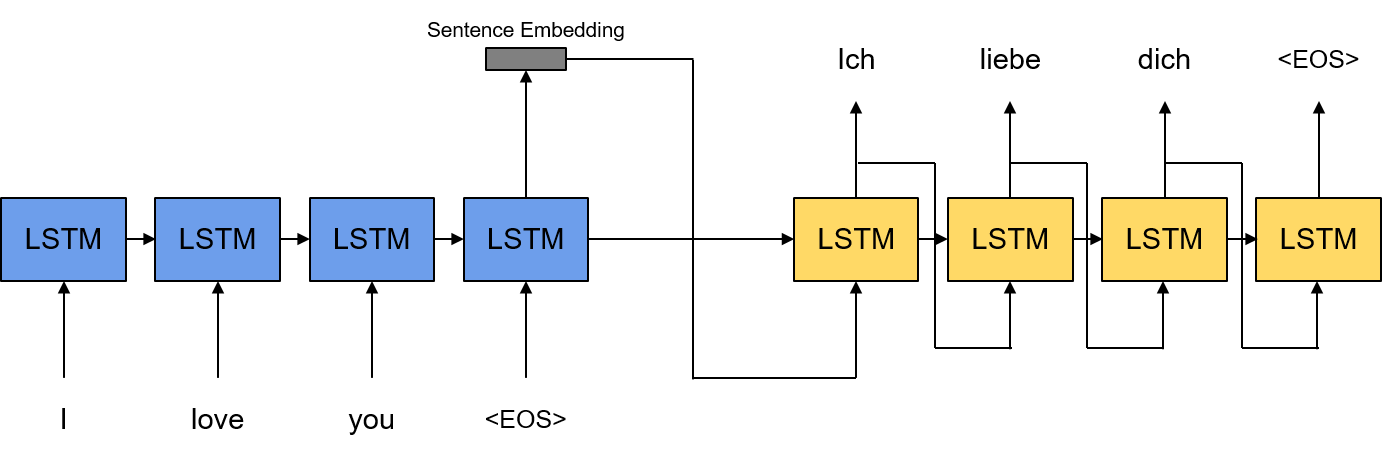 Sentence Embedding
Ich liebe dich <EOS>
LSTM LSTM LSTM LSTM LSTM LSTM LSTM LSTM
I love you <EOS>